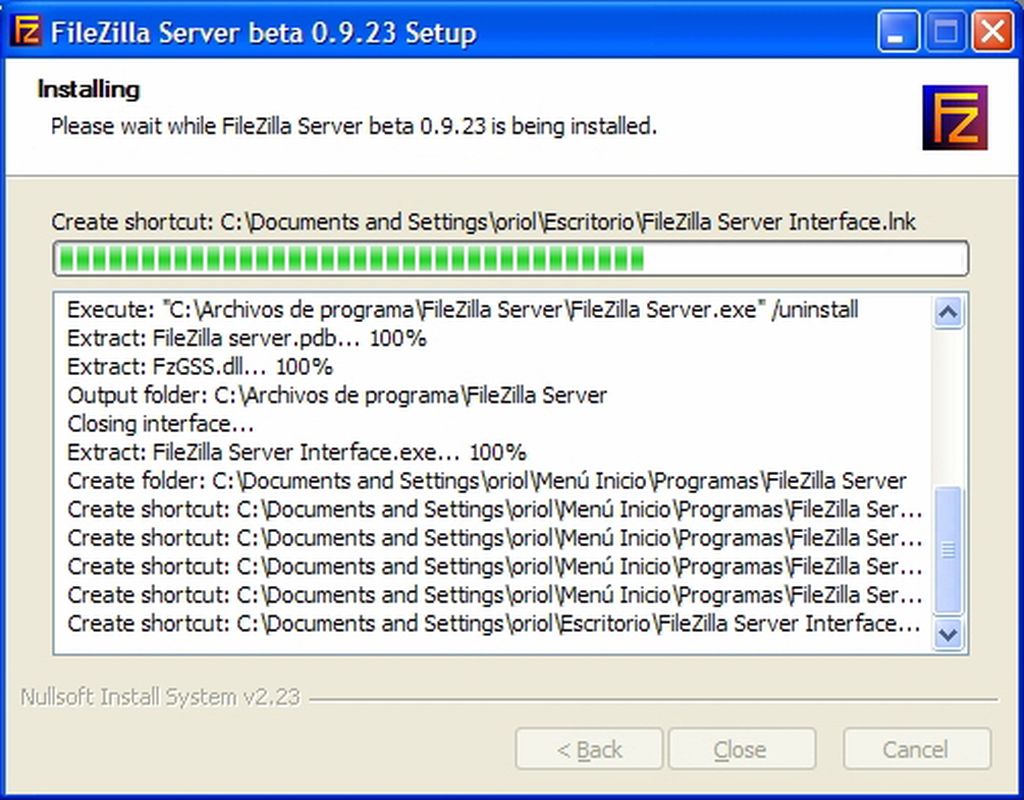 FileZilla Server beta 0.9.23 Setup
Installing
Please wait while FileZilla Server beta 0.9.23 is being installed.
FZ
Create shortcut: C:\Documents and Settings\oriol\Escritorio\FileZilla Server Interface.lnk
Execute: "C:\Archivos de programa\FileZilla Server\FileZilla Server.exe" /uninstall
Extract: FileZilla server.pdb... 100%
Extract: FzGSS.dll... 100%
Output folder: C:\Archivos de programa\FileZilla Server
Closing interface...
Extract: FileZilla Server Interface.exe... 100%
Create folder: C:\Documents and Settings\oriol\Menú Inicio\Programas\FileZilla Server
Create shortcut: C:\Documents and Settings\oriol\Menú Inicio\Programas\FileZilla Ser...
Create shortcut: C:\Documents and Settings\oriol\Menú Inicio\Programas\FileZilla Ser...
Create shortcut: C:\Documents and Settings\oriol\Menú Inicio\Programas\FileZilla Ser...
Create shortcut: C:\Documents and Settings\oriol\Menú Inicio\Programas\FileZilla Ser...
Create shortcut: C:\Documents and Settings\oriol\Escritorio\FileZilla Server Interface...
Nullsoft Install System v2.23
< Back Close Cancel